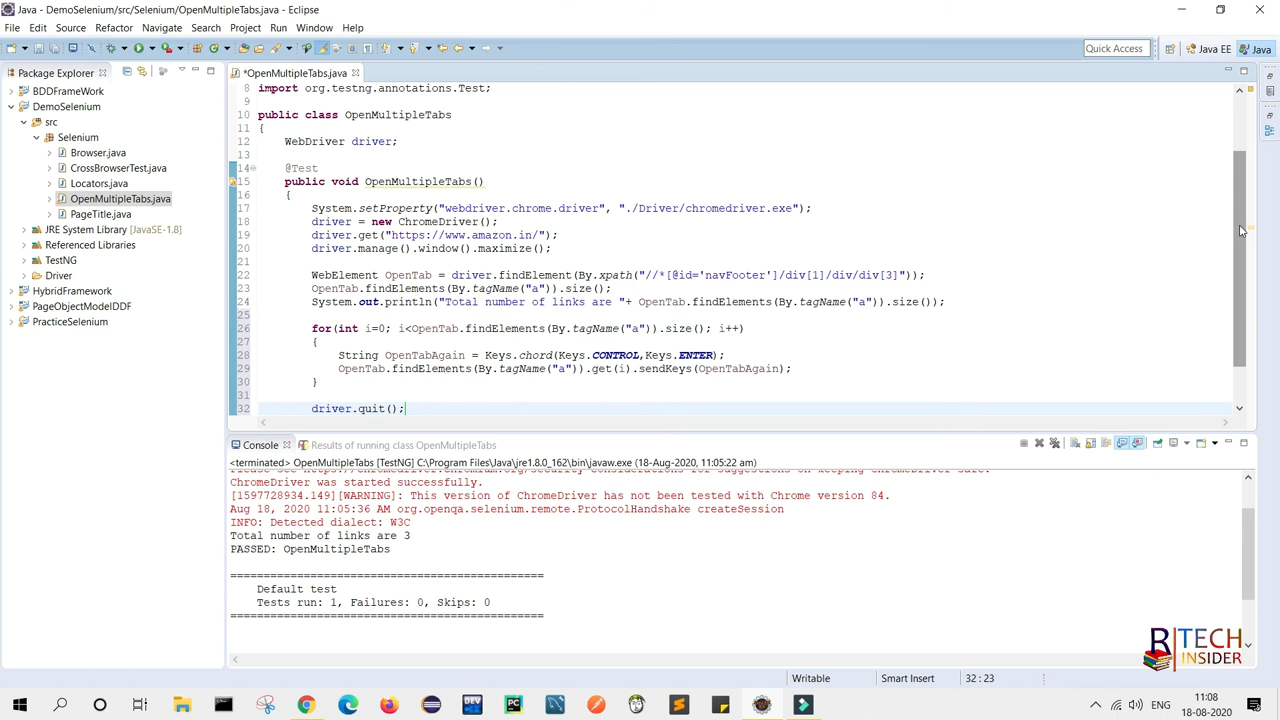 Java - DemoSelenium/src/Selenium/OpenMultipleTabs.java - Eclipse
File Edit Source Refactor Navigate Search Project Run Window Help
Quick Access
Java EE
Java
Package Explorer
BDDFrameWork
DemoSelenium
src
Selenium
Browser.java
CrossBrowserTest.java
Locators.java
OpenMultipleTabs.java
PageTitle.java
JRE System Library [JavaSE-1.8]
Referenced Libraries
TestNG
Driver
HybridFramework
PageObjectModelDDF
PracticeSelenium
*OpenMultipleTabs.java
8 import org.testng.annotations.Test;
9
10 public class OpenMultipleTabs
11 {
12 WebDriver driver;
13
14 @Test
15 public void OpenMultipleTabs()
16 {
17 System.setProperty("webdriver.chrome.driver", "./Driver/chromedriver.exe");
18 driver = new ChromeDriver();
19 driver.get("https://www.amazon.in/");
20 driver.manage().window().maximize();
21
22 WebElement OpenTab = driver.findElement(By.xpath("//*[@id='navFooter']/div[1]/div/div[3]"));
23 OpenTab.findElements(By.tagName("a")).size();
24 System.out.println("Total number of links are "+ OpenTab.findElements(By.tagName("a")).size());
25
26 for(int i=0; i<OpenTab.findElements(By.tagName("a")).size(); i++)
27 {
28 String OpenTabAgain = Keys.chord(Keys.CONTROL,Keys.ENTER);
29 OpenTab.findElements(By.tagName("a")).get(i).sendKeys(OpenTabAgain);
30 }
31
32 driver.quit();
Console
Results of running class OpenMultipleTabs
<terminated> OpenMultipleTabs [TestNG] C:\Program Files\Java\jre1.8.0_162\bin\javaw.exe (18-Aug-2020, 11:05:22 am)
ChromeDriver was started successfully.
[1597728934.149][WARNING]: This version of ChromeDriver has not been tested with Chrome version 84.
Aug 18, 2020 11:05:36 AM org.openqa.selenium.remote.ProtocolHandshake createSession
INFO: Detected dialect: W3C
Total number of links are 3
PASSED: OpenMultipleTabs
===============================================
Default test
Tests run: 1, Failures: 0, Skips: 0
===============================================
R TECH
INSIDER
Writable
Smart Insert
32 : 23
ENG
11:08
18-08-2020